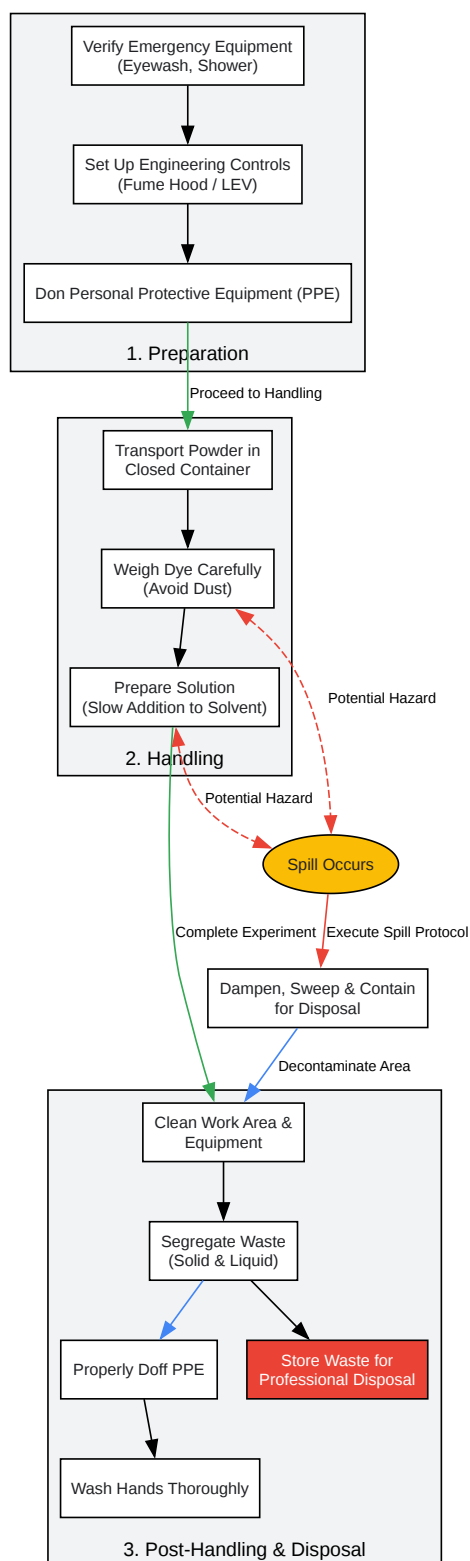 Verify Emergency Equipment
(Eyewash, Shower)
Set Up Engineering Controls
(Fume Hood / LEV)
Don Personal Protective Equipment (PPE)
1. Preparation
Proceed to Handling
Transport Powder in
Closed Container
Weigh Dye Carefully
(Avoid Dust)
Prepare Solution
(Slow Addition to Solvent)
Potential Hazard
2. Handling
Potential Hazard
Spill Occurs
Complete Experiment
Execute Spill Protocol
Dampen, Sweep & Contain
for Disposal
Decontaminate Area
Clean Work Area &
Equipment
Segregate Waste
(Solid & Liquid)
Properly Doff PPE
Store Waste for
Professional Disposal
Wash Hands Thoroughly
3. Post-Handling & Disposal